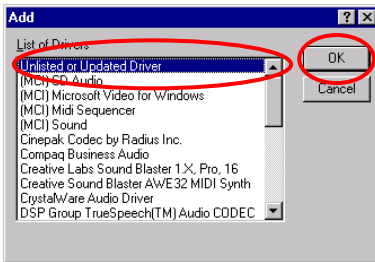 Add
List of Drivers
OK
Unlisted or Updated Driver
(MCI) CD Audio
Cancel
(MCI) Microsoft Video for Windows
(MCI) Midi Sequencer
(MCI) Sound
Cinepak Codec by Radius Inc.
Compaq Business Audio
Creative Labs Sound Blaster 1.X, Pro, 16
Creative Sound Blaster AWE32 MIDI Synth
CrystalWare Audio Driver
DSP Group TrueSpeech(TM) Audio CODEC